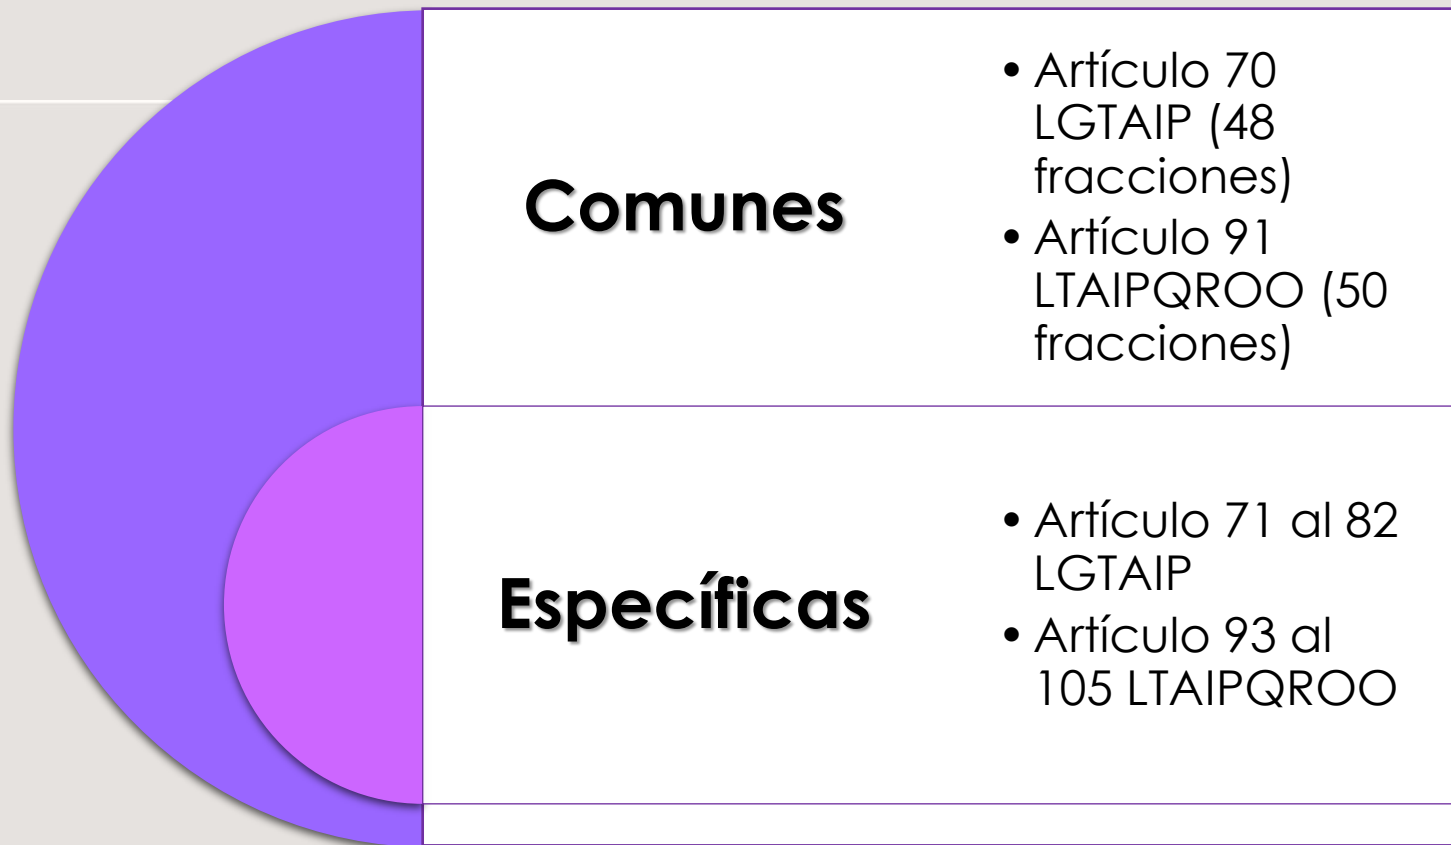 Comunes
• Artículo 70
LGTAIP (48
fracciones)
• Artículo 91
LTAIPQROO (50
fracciones)
Específicas
• Artículo 71 al 82
LGTAIP
• Artículo 93 al
105 LTAIPQROO